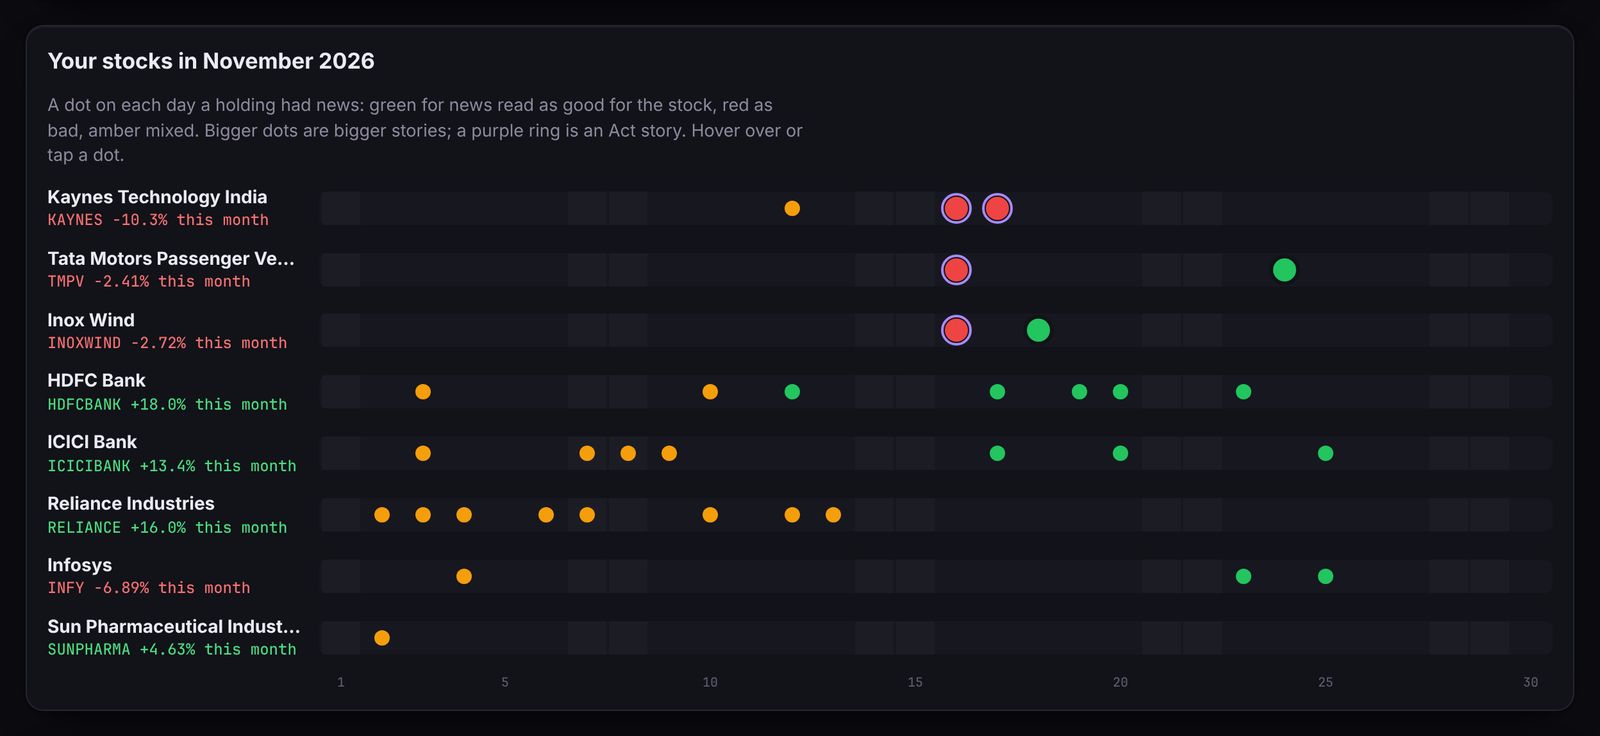 Your stocks in November 2026
A dot on each day a holding had news: green for news read as good for the stock, red as
bad, amber mixed. Bigger dots are bigger stories; a purple ring is an Act story. Hover over or
tap a dot.
Kaynes Technology India
KAYNES -10.3% this month
Tata Motors Passenger Ve...
TMPV -2.41% this month
Inox Wind
INOXWIND -2.72% this month
HDFC Bank
HDFCBANK +18.0% this month
ICICI Bank
ICICIBANK +13.4% this month
Reliance Industries
RELIANCE +16.0% this month
Infosys
INFY -6.89% this month
Sun Pharmaceutical Indust...
SUNPHARMA +4.63% this month
1 5 10 15 20 25 30